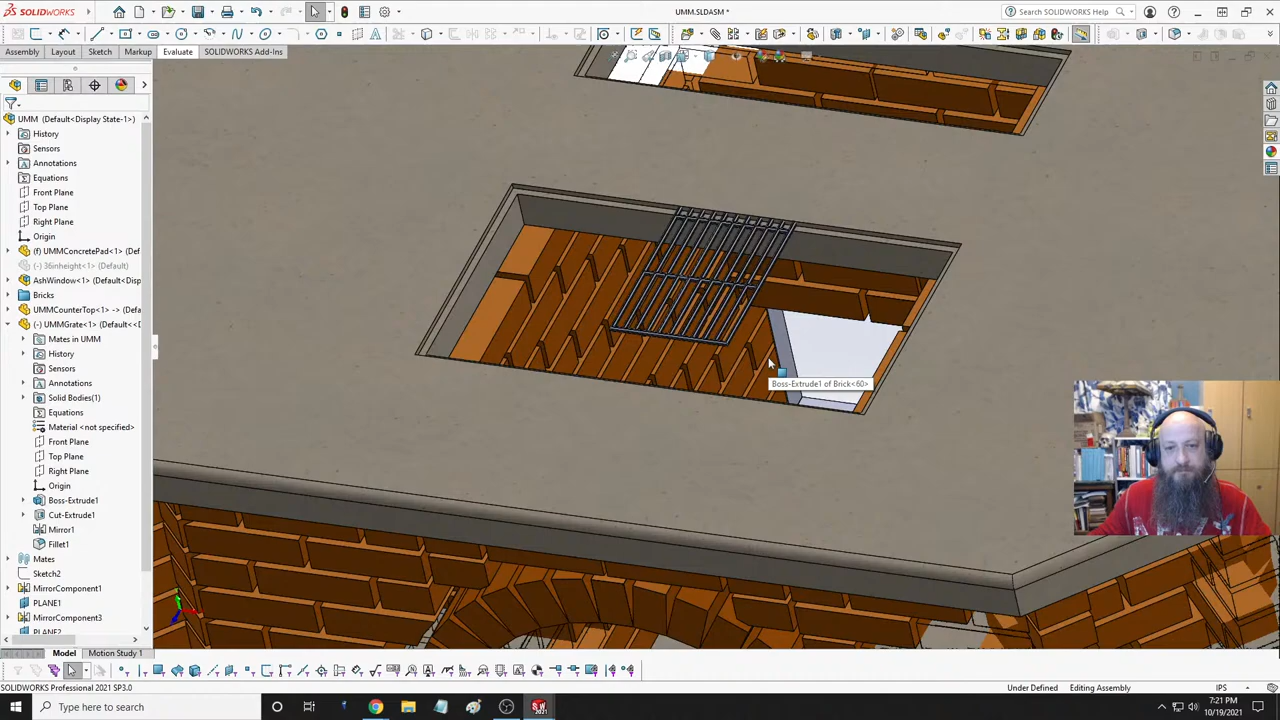 SOLIDWORKS
UMM.SLDASM *
Search SOLIDWORKS Help
Assembly
Layout
Sketch
Markup
Evaluate
SOLIDWORKS Add-Ins
UMM (Default<Display State-1>)
History
Sensors
Annotations
Equations
Front Plane
Top Plane
Right Plane
Origin
(f) UMMConcretePad<1> (Def
(-) 36inheight<1> (Default)
AshWindow<1> (Default<Disp
Bricks
UMMCounterTop<1> -> (Def
(-) UMMGrate<1> (Default<<D
Mates in UMM
History
Sensors
Annotations
Solid Bodies(1)
Equations
Material <not specified>
Front Plane
Top Plane
Right Plane
Origin
Boss-Extrude1
Cut-Extrude1
Mirror1
Fillet1
Mates
Sketch2
MirrorComponent1
PLANE1
MirrorComponent3
PLANE2
Boss-Extrude1 of Brick<60>
Model
Motion Study 1
SOLIDWORKS Professional 2021 SP3.0
Under Defined
Editing Assembly
IPS
Type here to search
7:21 PM
10/19/2021